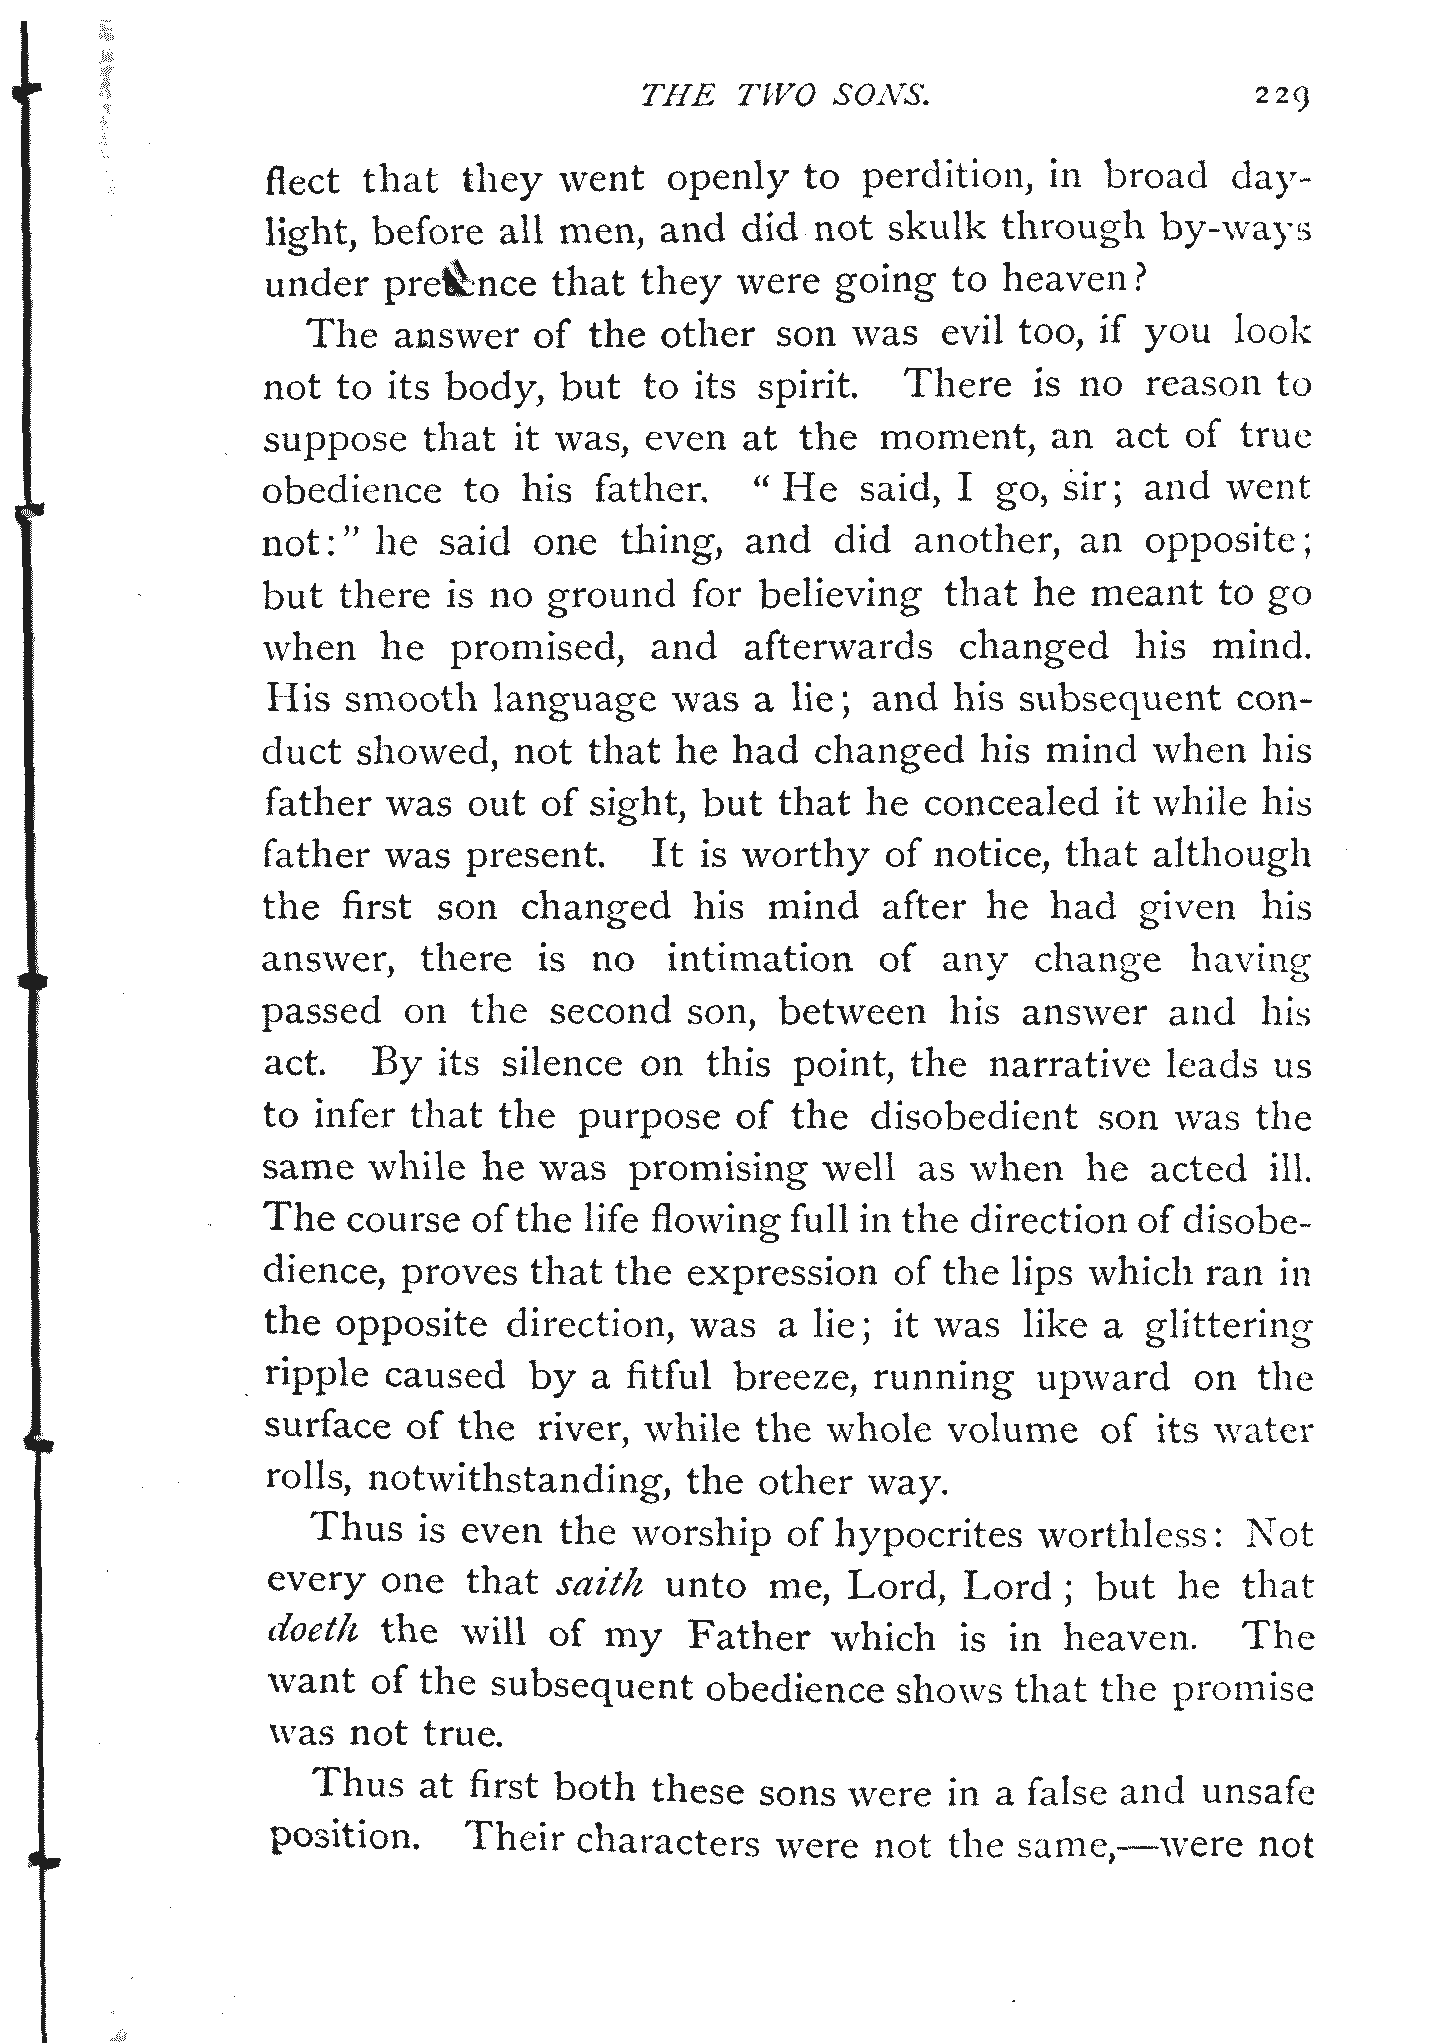 THE TWO SONS. 229
flect that they went openly to perdition, in broad day-
light, before all men, and did not skulk through by-ways
under that they were going to heaven?
The answer of the other son was evil too, if you look
not to its body, but to its spirit. There is no reason to
suppose that it was, even at the moment, an act of true
obedience to his father. “ He said, I go, sir; and went
not:” he said one thing, and did another, an opposite;
but there is no ground for believing that he meant to go
when he promised, and afterwards changed his mind.
His smooth language was a lie; and his subsequent con-
duct showed, not that he had changed his mind when his
father was out of sight, but that he concealed it while his
father was present. It is worthy of notice, that although
the first son changed his mind after he had given his
answer, there is no intimation of any change having
passed on the second son, between his answer and his
act. By its silence on this point, the narrative leads us
to infer that the purpose of the disobedient son was the
same while he was promising well as when he acted ill.
The course of the life flowing full in the direction of disobe-
dience, proves that the expression of the lips which ran in
the opposite direction, was a lie; it was like a glittering
ripple caused by a fitful breeze, running upward on the
surface of the river, while the whole volume of its water
rolls, notwithstanding, the other way.
Thus is even the worship of hypocrites worthless: Not
every one that saith unto me, Lord, Lord ; but he that
doeth the will of my Father which is in heaven. The
want of the subsequent obedience shows that the promise
was not true.
Thus at first both these sons were in a false and unsafe
position. Their characters were not the same,—were not